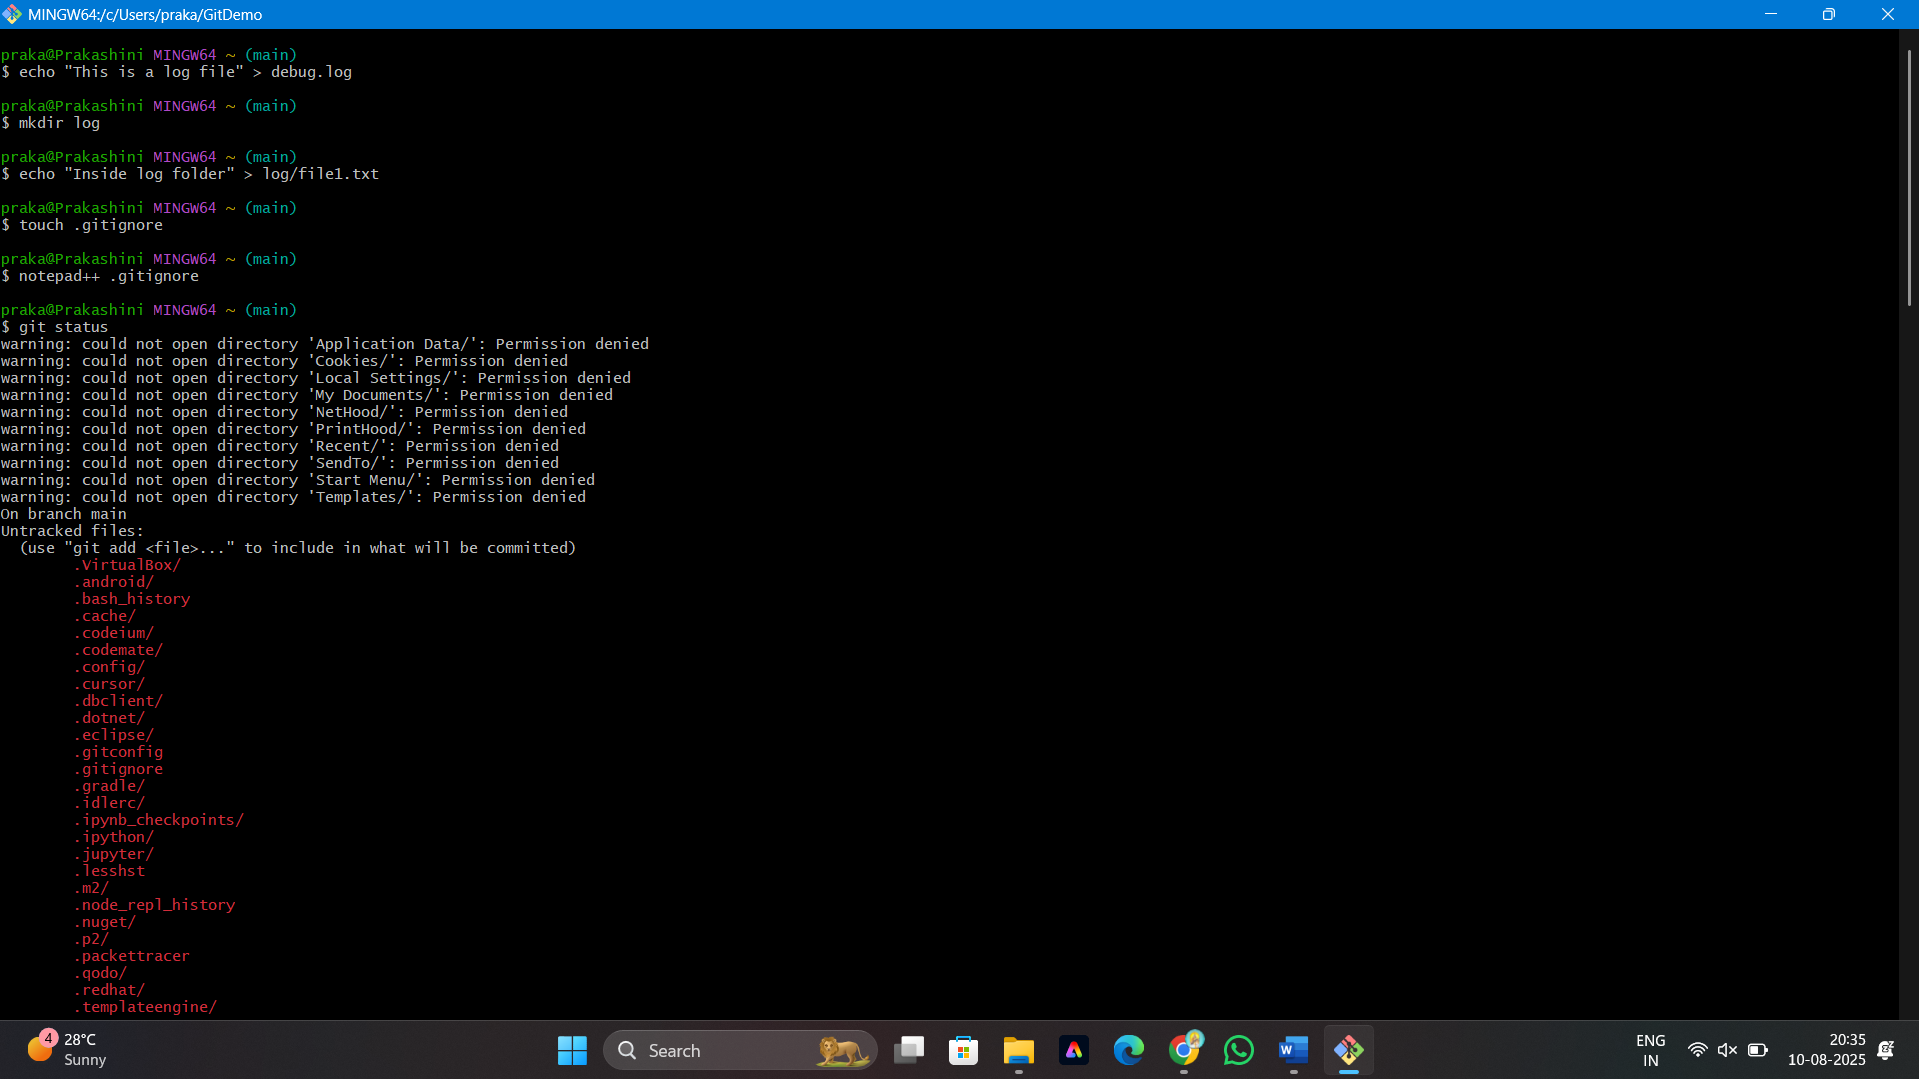 MINGW64:/c/Users/praka/GitDemo
praka@Prakashini MINGW64 ~ (main)
$ echo "This is a log file" > debug.log
praka@Prakashini MINGW64 ~ (main)
$ mkdir log
praka@Prakashini MINGW64 ~ (main)
$ echo "Inside log folder" > log/file1.txt
praka@Prakashini MINGW64 ~ (main)
$ touch .gitignore
praka@Prakashini MINGW64 ~ (main)
$ notepad++ .gitignore
praka@Prakashini MINGW64 ~ (main)
$ git status
warning: could not open directory 'Application Data/': Permission denied
warning: could not open directory 'Cookies/': Permission denied
warning: could not open directory 'Local Settings/': Permission denied
warning: could not open directory 'My Documents/': Permission denied
warning: could not open directory 'NetHood/': Permission denied
warning: could not open directory 'PrintHood/': Permission denied
warning: could not open directory 'Recent/': Permission denied
warning: could not open directory 'SendTo/': Permission denied
warning: could not open directory 'Start Menu/': Permission denied
warning: could not open directory 'Templates/': Permission denied
On branch main
Untracked files:
  (use "git add <file>..." to include in what will be committed)
        .VirtualBox/
        .android/
        .bash_history
        .cache/
        .codeium/
        .codemate/
        .config/
        .cursor/
        .dbclient/
        .dotnet/
        .eclipse/
        .gitconfig
        .gitignore
        .gradle/
        .idlerc/
        .ipynb_checkpoints/
        .ipython/
        .jupyter/
        .lesshst
        .m2/
        .node_repl_history
        .nuget/
        .p2/
        .packettracer
        .qodo/
        .redhat/
        .templateengine/
4
28°C
Sunny
Search
ENG
IN
20:35
10-08-2025